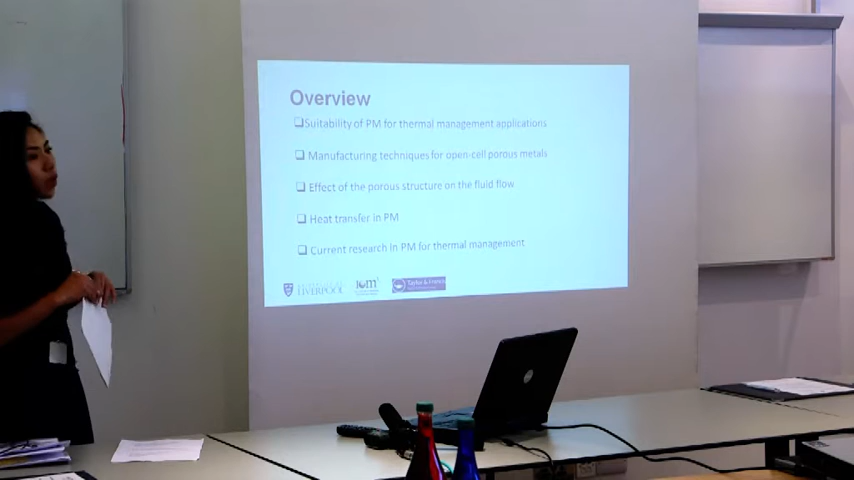 Overview
Suitability of PM for thermal management applications
Manufacturing techniques for open-cell porous metals
Effect of the porous structure on the fluid flow
Heat transfer in PM
Current research in PM for thermal management
LIVERPOOL
IOM³
Taylor & Francis